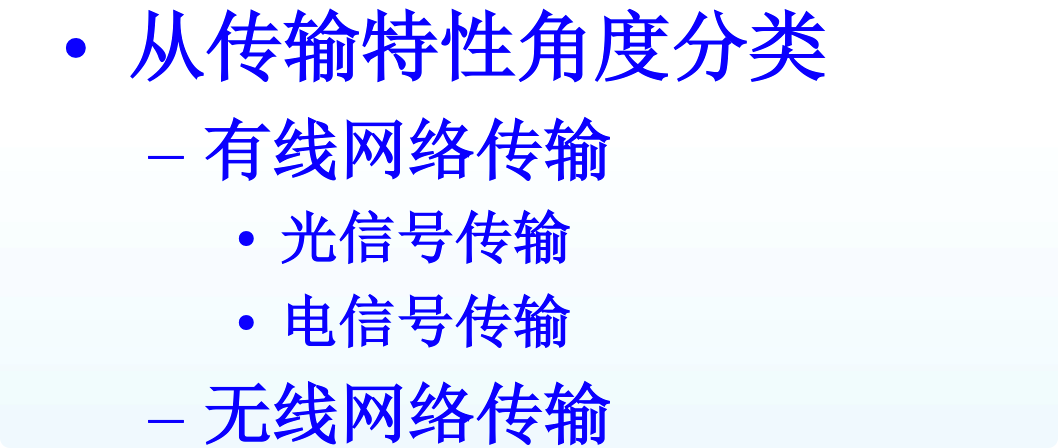 • 从传输特性角度分类
– 有线网络传输
• 光信号传输
• 电信号传输
– 无线网络传输